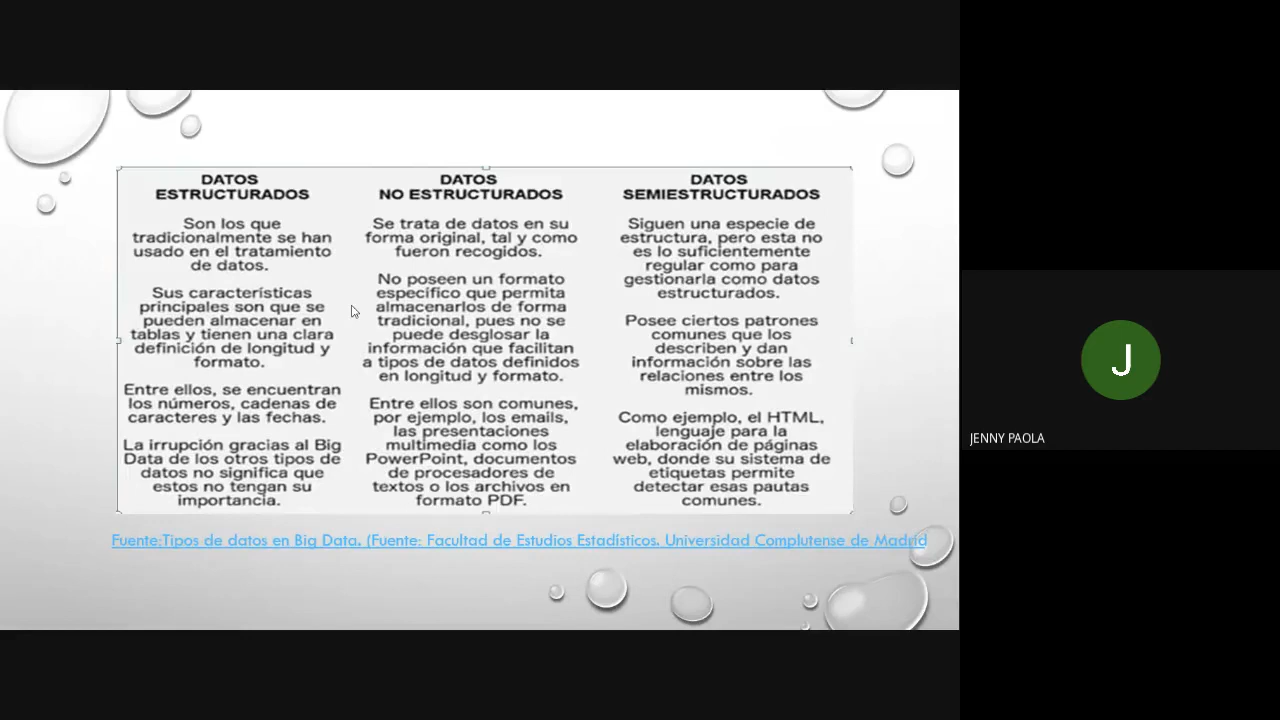 DATOS
ESTRUCTURADOS
Son los que
tradicionalmente se han
usado en el tratamiento
de datos.
Sus características
principales son que se
pueden almacenar en
tablas y tienen una clara
definición de longitud y
formato.
Entre ellos, se encuentran
los números, cadenas de
caracteres y las fechas.
La irrupción gracias al Big
Data de los otros tipos de
datos no significa que
estos no tengan su
importancia.
DATOS
NO ESTRUCTURADOS
Se trata de datos en su
forma original, tal y como
fueron recogidos.
No poseen un formato
específico que permita
almacenarlos de forma
tradicional, pues no se
puede desglosar la
información que facilitan
a tipos de datos definidos
en longitud y formato.
Entre ellos son comunes,
por ejemplo, los emails,
las presentaciones
multimedia como los
PowerPoint, documentos
de procesadores de
textos o los archivos en
formato PDF.
DATOS
SEMIESTRUCTURADOS
Siguen una especie de
estructura, pero esta no
es lo suficientemente
regular como para
gestionarla como datos
estructurados.
Posee ciertos patrones
comunes que los
describen y dan
información sobre las
relaciones entre los
mismos.
Como ejemplo, el HTML,
lenguaje para la
elaboración de páginas
web, donde su sistema de
etiquetas permite
detectar esas pautas
comunes.
Fuente:Tipos de datos en Big Data. (Fuente: Facultad de Estudios Estadísticos. Universidad Complutense de Madrid
J
JENNY PAOLA